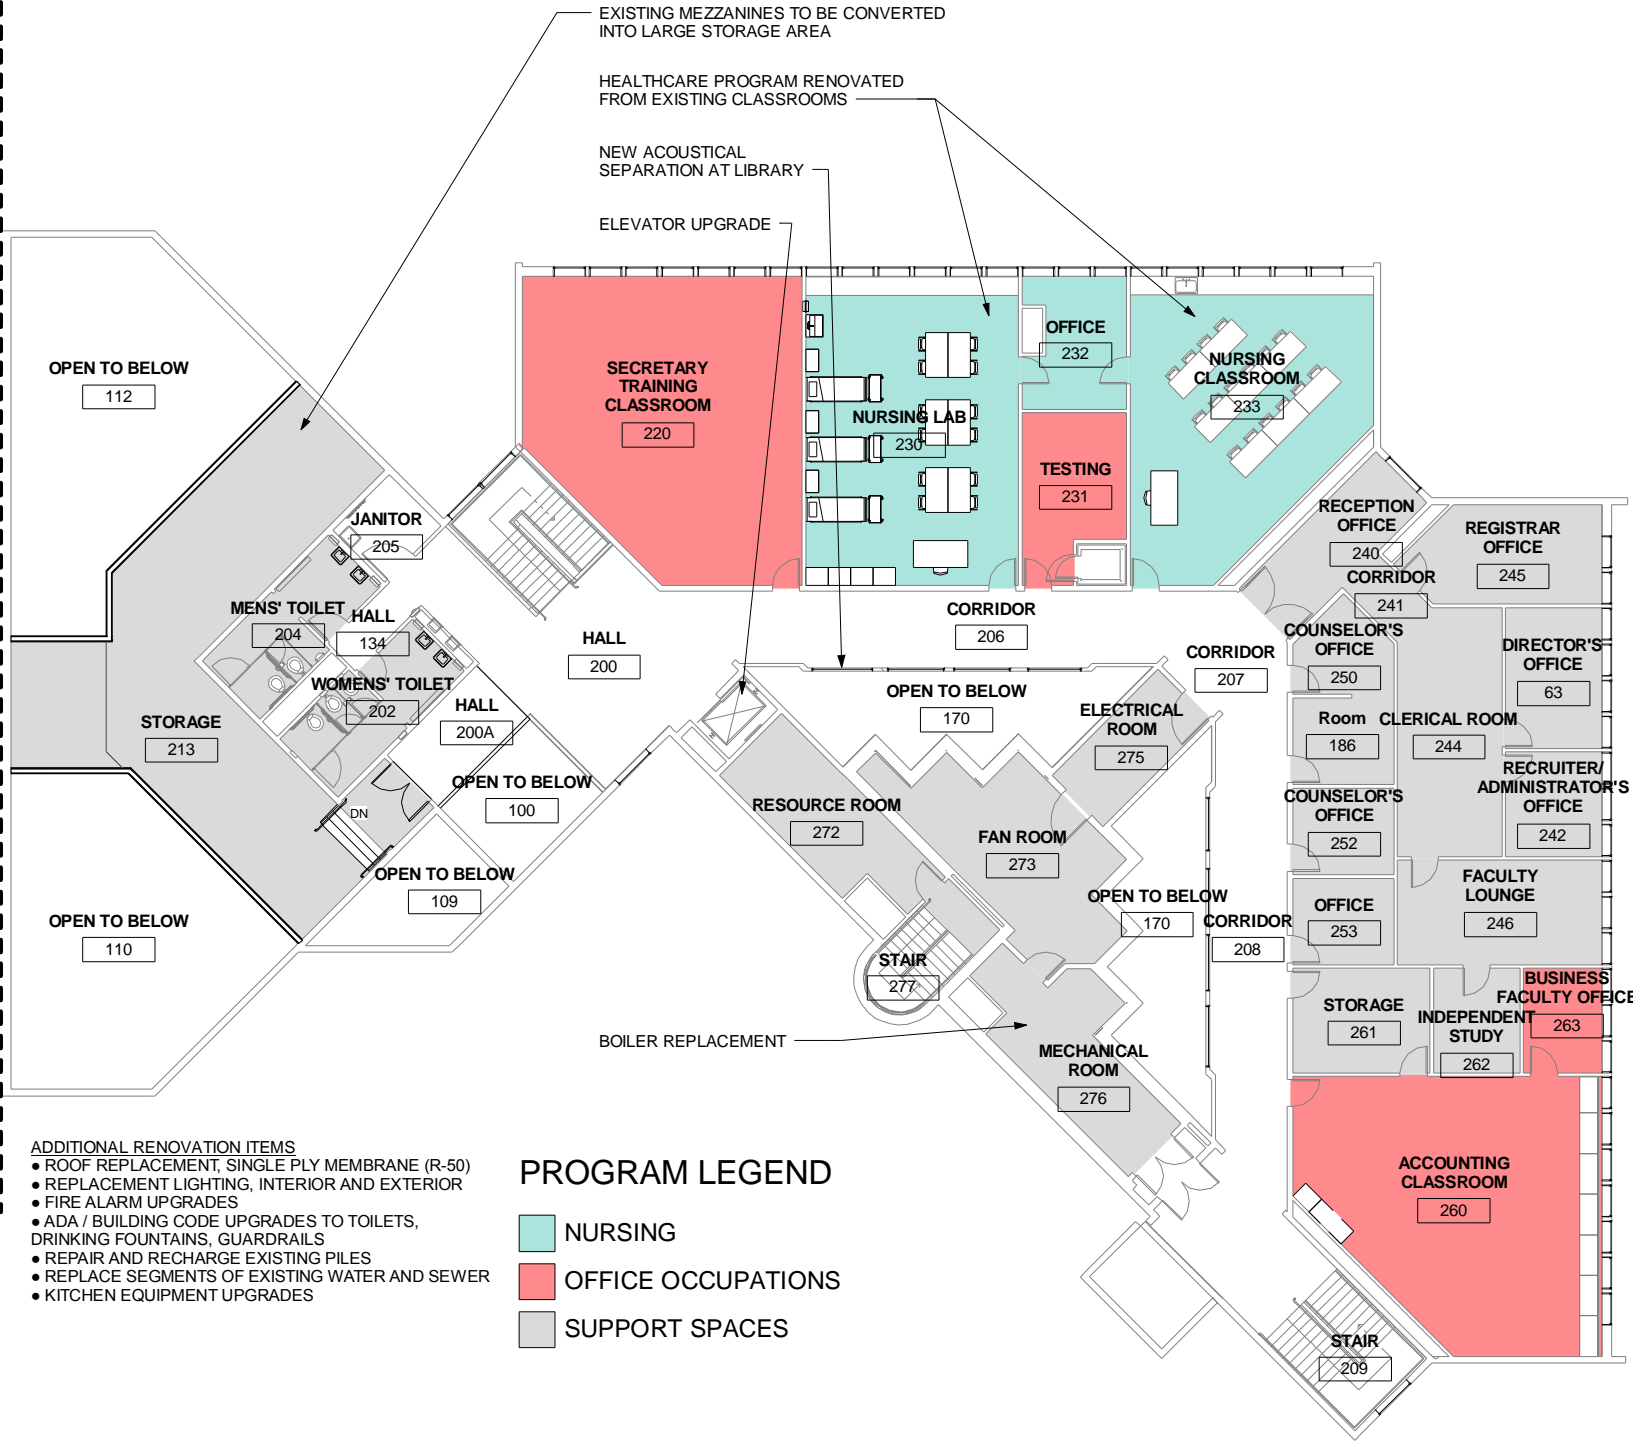 EXISTING MEZZANINES TO BE CONVERTED
INTO LARGE STORAGE AREA
HEALTHCARE PROGRAM RENOVATED
FROM EXISTING CLASSROOMS
NEW ACOUSTICAL
SEPARATION AT LIBRARY
ELEVATOR UPGRADE
OPEN TO BELOW
112
SECRETARY
TRAINING
CLASSROOM
220
NURSING LAB
230
OFFICE
232
NURSING
CLASSROOM
233
TESTING
231
JANITOR
205
MENS' TOILET
204
HALL
134
WOMENS' TOILET
202
HALL
200
HALL
200A
STORAGE
213
OPEN TO BELOW
100
DN
OPEN TO BELOW
109
OPEN TO BELOW
110
CORRIDOR
206
CORRIDOR
207
OPEN TO BELOW
170
ELECTRICAL
ROOM
275
RESOURCE ROOM
272
FAN ROOM
273
OPEN TO BELOW
170
CORRIDOR
208
STAIR
277
BOILER REPLACEMENT
MECHANICAL
ROOM
276
RECEPTION
OFFICE
240
REGISTRAR
OFFICE
245
CORRIDOR
241
COUNSELOR'S
OFFICE
250
DIRECTOR'S
OFFICE
63
Room
186
CLERICAL ROOM
244
RECRUITER/
ADMINISTRATOR'S
OFFICE
242
COUNSELOR'S
OFFICE
252
FACULTY
LOUNGE
246
OFFICE
253
STORAGE
261
INDEPENDENT
STUDY
262
BUSINESS
FACULTY OFFICE
263
ACCOUNTING
CLASSROOM
260
STAIR
209
ADDITIONAL RENOVATION ITEMS
● ROOF REPLACEMENT, SINGLE PLY MEMBRANE (R-50)
● REPLACEMENT LIGHTING, INTERIOR AND EXTERIOR
● FIRE ALARM UPGRADES
● ADA / BUILDING CODE UPGRADES TO TOILETS,
DRINKING FOUNTAINS, GUARDRAILS
● REPAIR AND RECHARGE EXISTING PILES
● REPLACE SEGMENTS OF EXISTING WATER AND SEWER
● KITCHEN EQUIPMENT UPGRADES
PROGRAM LEGEND
NURSING
OFFICE OCCUPATIONS
SUPPORT SPACES